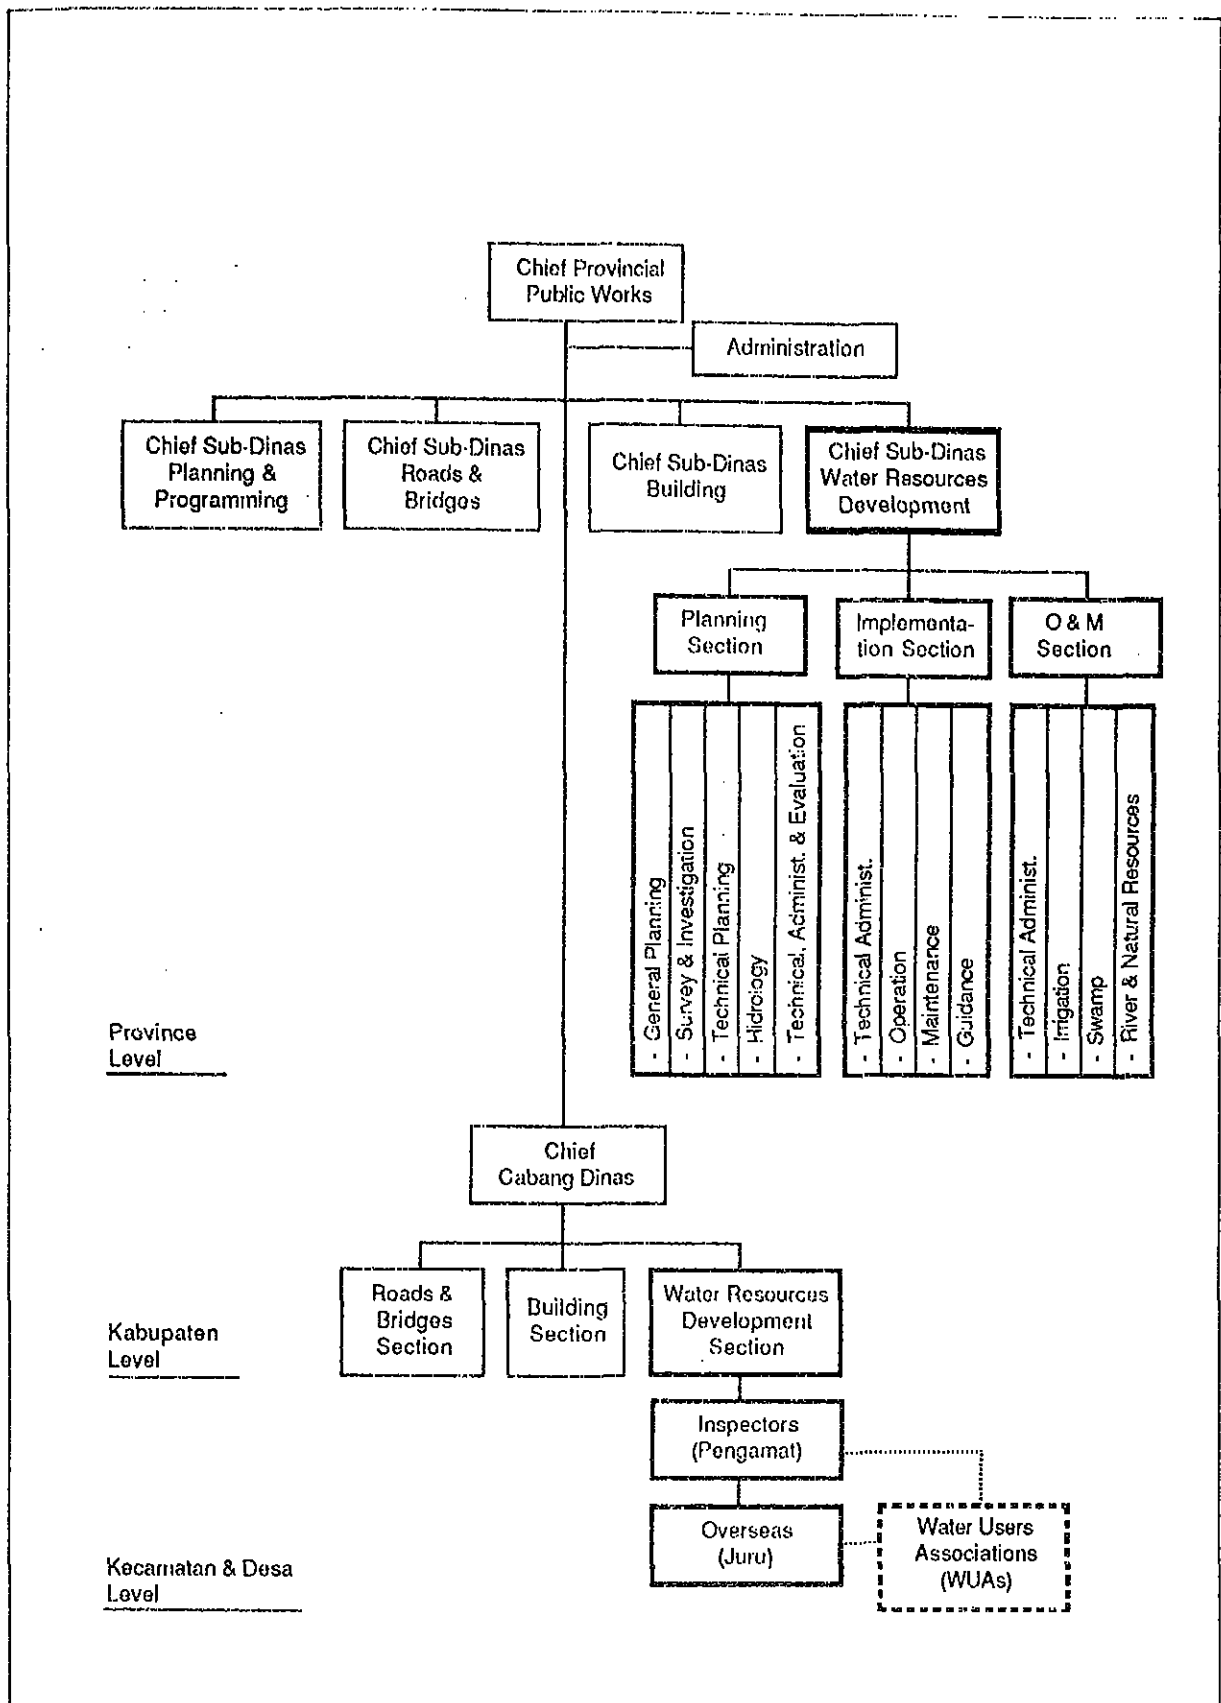 Chief Provincial
Public Works
Administration
Chief Sub-Dinas
Planning &
Programming
Chief Sub-Dinas
Roads &
Bridges
Chief Sub-Dinas
Building
Chief Sub-Dinas
Water Resources
Development
Planning
Section
Implementa-
tion Section
O & M
Section
- General Planning
- Survey & Investigation
- Technical Planning
- Hidrology
- Technical, Administ. & Evaluation
- Technical Administ.
- Operation
- Maintenance
- Guidance
- Technical Administ.
- Irrigation
- Swamp
- River & Natural Resources
Province
Level
Chief
Cabang Dinas
Roads &
Bridges
Section
Building
Section
Water Resources
Development
Section
Kabupaten
Level
Inspectors
(Pengamat)
Overseas
(Juru)
Water Users
Associations
(WUAs)
Kecamatan & Desa
Level